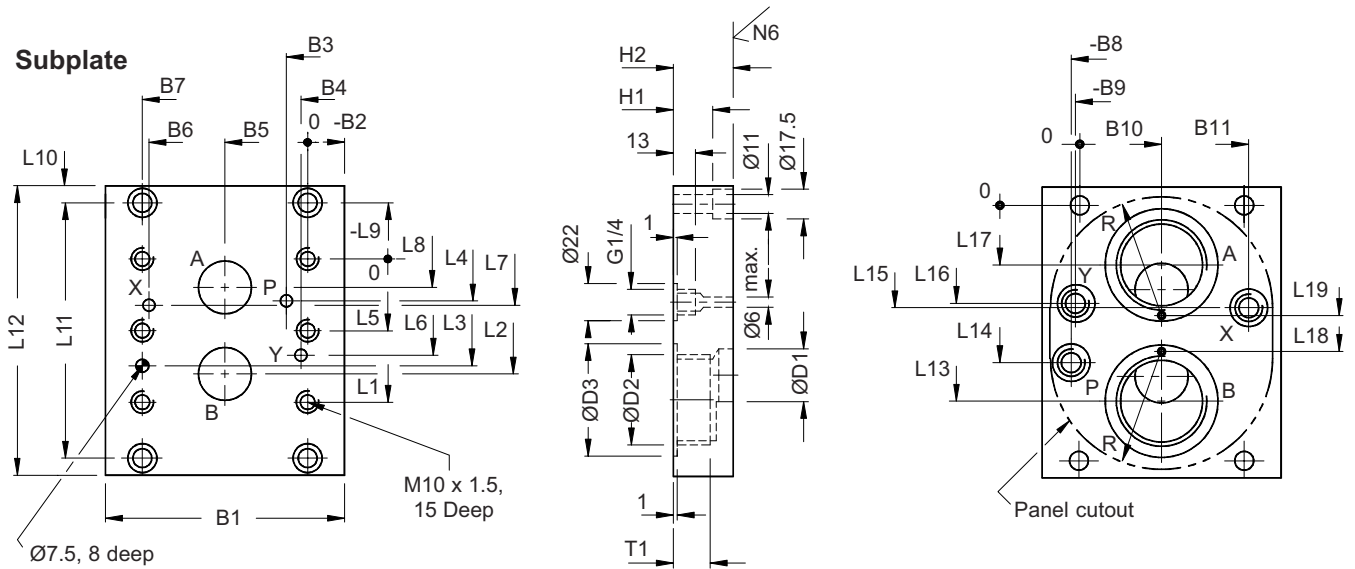 Subplate
B3
B7
B4
0
-B2
B6
B5
L10
-L9
L8
L4
L7
0
A
X
P
L5
L6
L3
L2
Y
L12
L11
B
L1
M10 x 1.5,
15 Deep
B1
Ø7.5, 8 deep
N6
H2
H1
13
Ø11
Ø17.5
1
G1/4
Ø22
Ø6 max.
ØD3
ØD2
ØD1
1
T1
-B8
-B9
0
B10
B11
0
R
L17
A
L15
L16
Y
L19
X
L14
L18
P
L13
B
R
Panel cutout